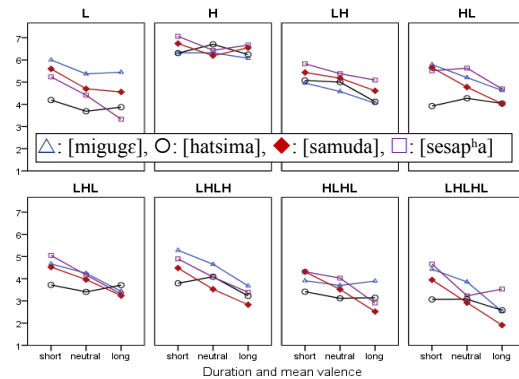 L H LH HL
7
6
5
4
3
2
1
△: [migugɛ], ○: [hatsima], ◆: [samuda], □: [sesapʰa]
LHL LHLH HLHL LHLHL
7
6
5
4
3
2
1
short neutral long short neutral long short neutral long short neutral long
Duration and mean valence